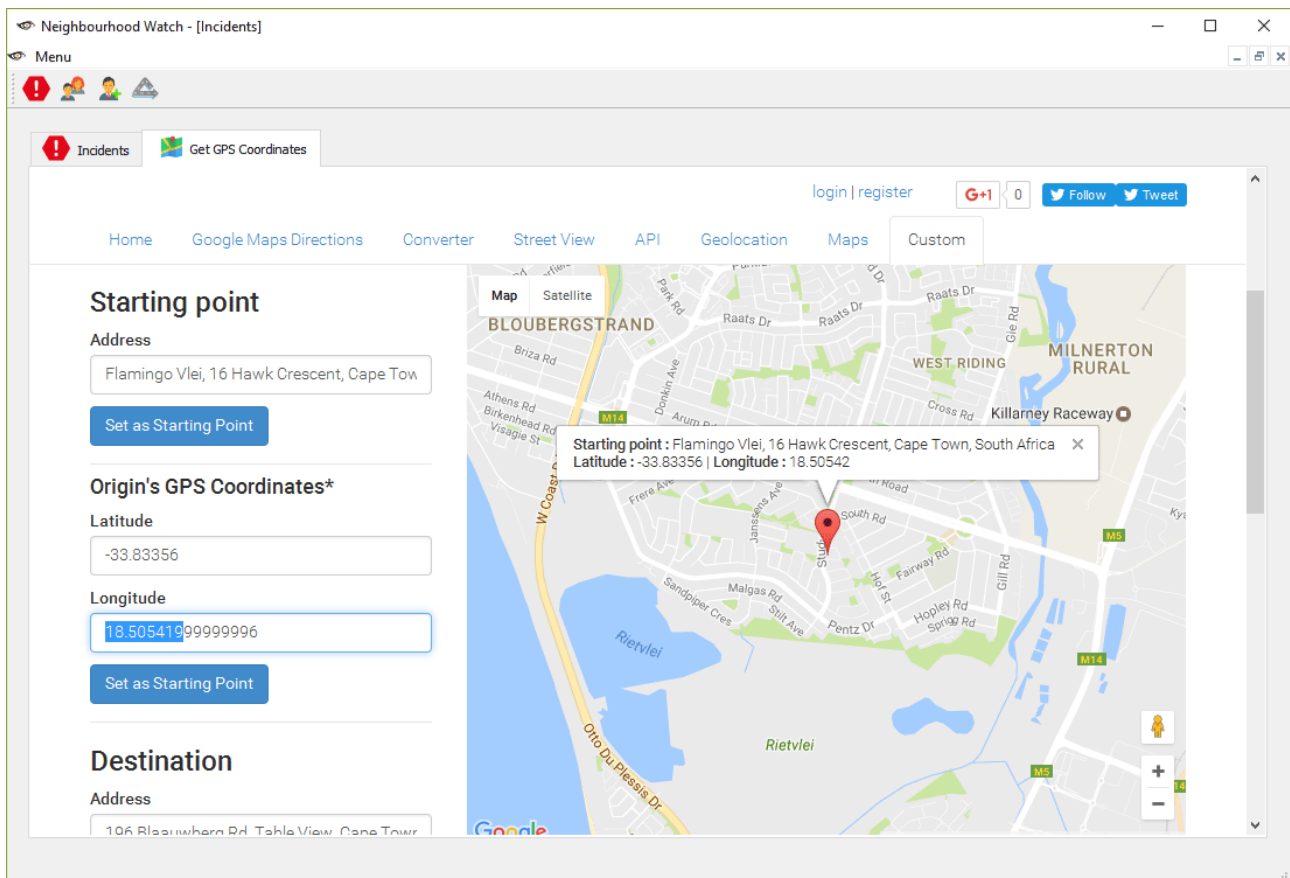 Neighbourhood Watch - [Incidents]
Menu
Incidents
Get GPS Coordinates
login | register
G+1
0
Follow
Tweet
Home
Google Maps Directions
Converter
Street View
API
Geolocation
Maps
Custom
Starting point
Address
Flamingo Vlei, 16 Hawk Crescent, Cape Tow
Set as Starting Point
Origin's GPS Coordinates*
Latitude
-33.83356
Longitude
18.50541999999996
Set as Starting Point
Destination
Address
196 Blaauwberg Rd, Table View, Cape Town
Map
Satellite
BLOUBERGSTRAND
Park Rd
Raats Dr
Raats Dr
Raats Dr
Gie Rd
Briza Rd
WEST RIDING
MILNERTON
RURAL
Donkin Ave
Athens Rd
Birkenhead Rd
Visagie St
M14
Arum
Cross Rd
Killarney Raceway
Starting point : Flamingo Vlei, 16 Hawk Crescent, Cape Town, South Africa
Latitude : -33.83356 | Longitude : 18.50542
W Coast
Frere Ave
Janssens Ave
Road
South Rd
M5
Fairway Rd
Gill Rd
Hof St
Sandpiper Cres
Malgas Rd
Stilt Ave
Pentz Dr
Hopley Rd
Sprigg Rd
Rietvlei
M14
Otto Du Plessis Dr
Rietvlei
M5
14
Google